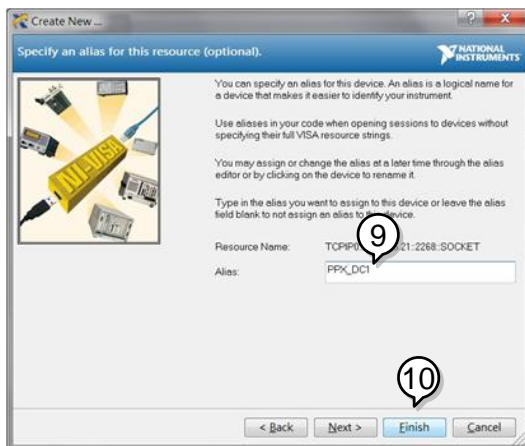 Create New ...
Specify an alias for this resource (optional).
NATIONAL
INSTRUMENTS
You can specify an alias for this device. An alias is a logical name for
a device that makes it easier to identify your instrument.
Use aliases in your code when opening sessions to devices without
specifying their full VISA resource strings.
You may assign or change the alias at a later time through the alias
editor or by clicking on the device to rename it.
Type in the alias you want to assign to this device or leave the alias
field blank to not assign an alias to this device.
NI-VISA
9
Resource Name: 21::2268::SOCKET
Alias: PPX_DC1
10
< Back Next > Finish Cancel